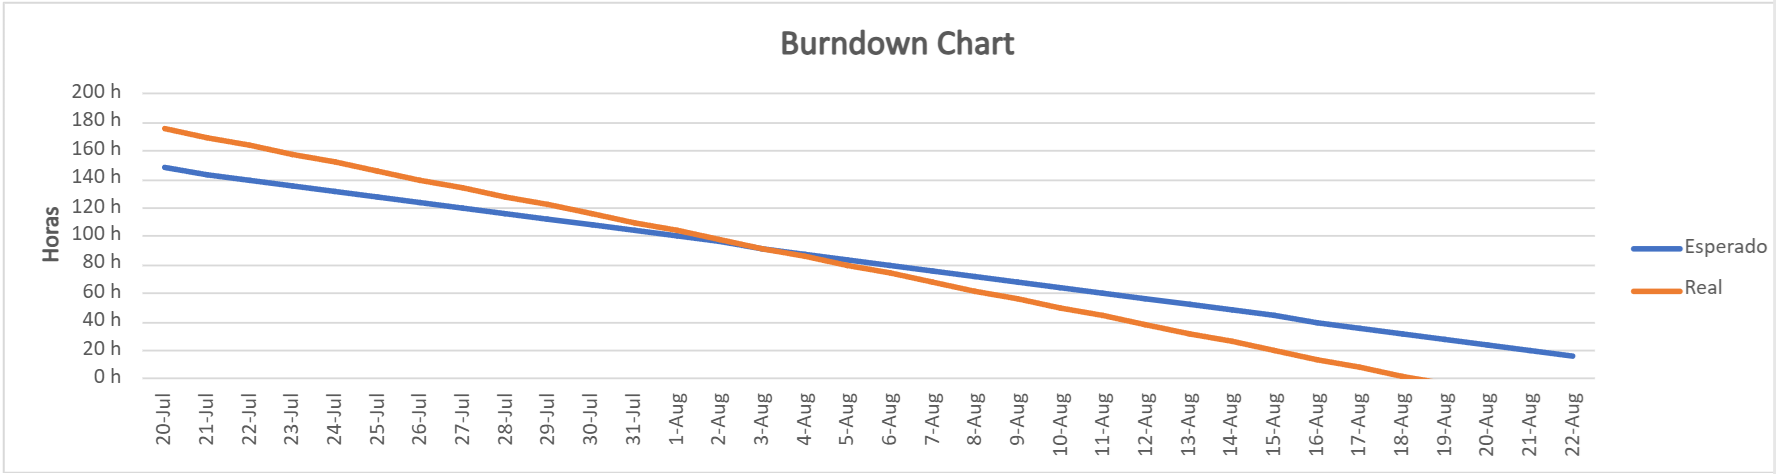 Burndown Chart
Horas
200 h
180 h
160 h
140 h
120 h
100 h
80 h
60 h
40 h
20 h
0 h
20-Jul
21-Jul
22-Jul
23-Jul
24-Jul
25-Jul
26-Jul
27-Jul
28-Jul
29-Jul
30-Jul
31-Jul
1-Aug
2-Aug
3-Aug
4-Aug
5-Aug
6-Aug
7-Aug
8-Aug
9-Aug
10-Aug
11-Aug
12-Aug
13-Aug
14-Aug
15-Aug
16-Aug
17-Aug
18-Aug
19-Aug
20-Aug
21-Aug
22-Aug
Esperado
Real